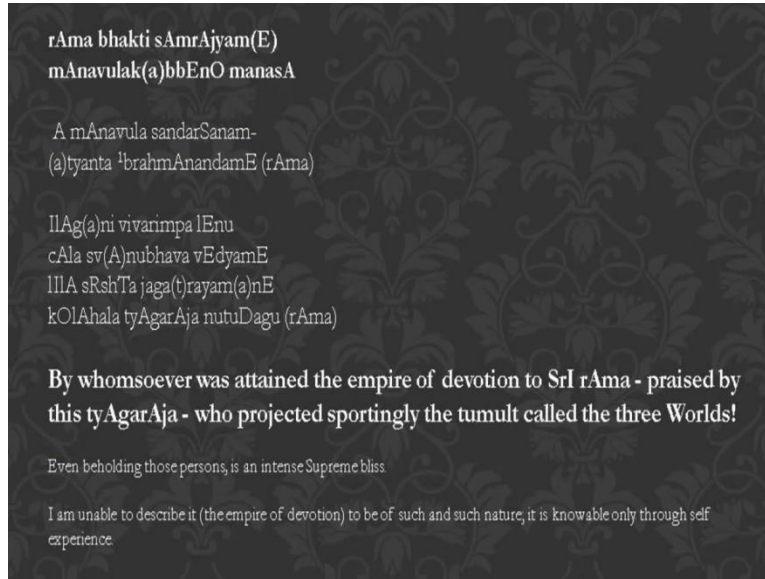 rAma bhakti sAmrAjyam(E)
mAnavulak(a)bbEnO manasA
A mAnavula sandarSanam-
(a)tyanta ¹brahmAnandamE (rAma)
IlAg(a)ni vivarimpa lEnu
cAla sv(A)nubhava vEdyamE
lIlA sRshTa jaga(t)rayam(a)nE
kOlAhala tyAgarAja nutuDagu (rAma)
By whomsoever was attained the empire of devotion to SrI rAma - praised by
this tyAgarAja - who projected sportingly the tumult called the three Worlds!
Even beholding those persons, is an intense Supreme bliss.
I am unable to describe it (the empire of devotion) to be of such and such nature; it is knowable only through self
experience.